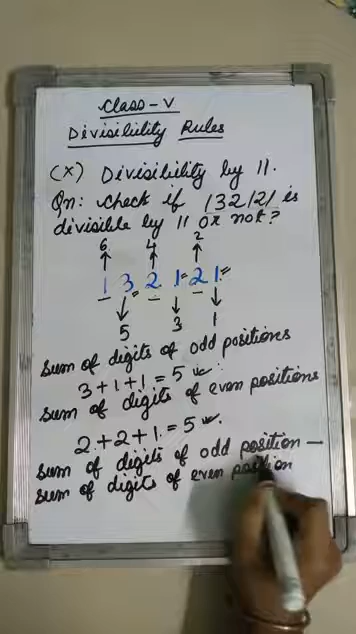 Class-V
Divisibility Rules
(X) Divisibility by 11.
Qn: Check if 132121 is
divisible by 11 or not?
6 4 2
1 3 2 1 2 1
5 3 1
Sum of digits of odd positions
3+1+1=5
Sum of digits of even positions
2+2+1=5
Sum of digits of odd position —
Sum of digits of even position